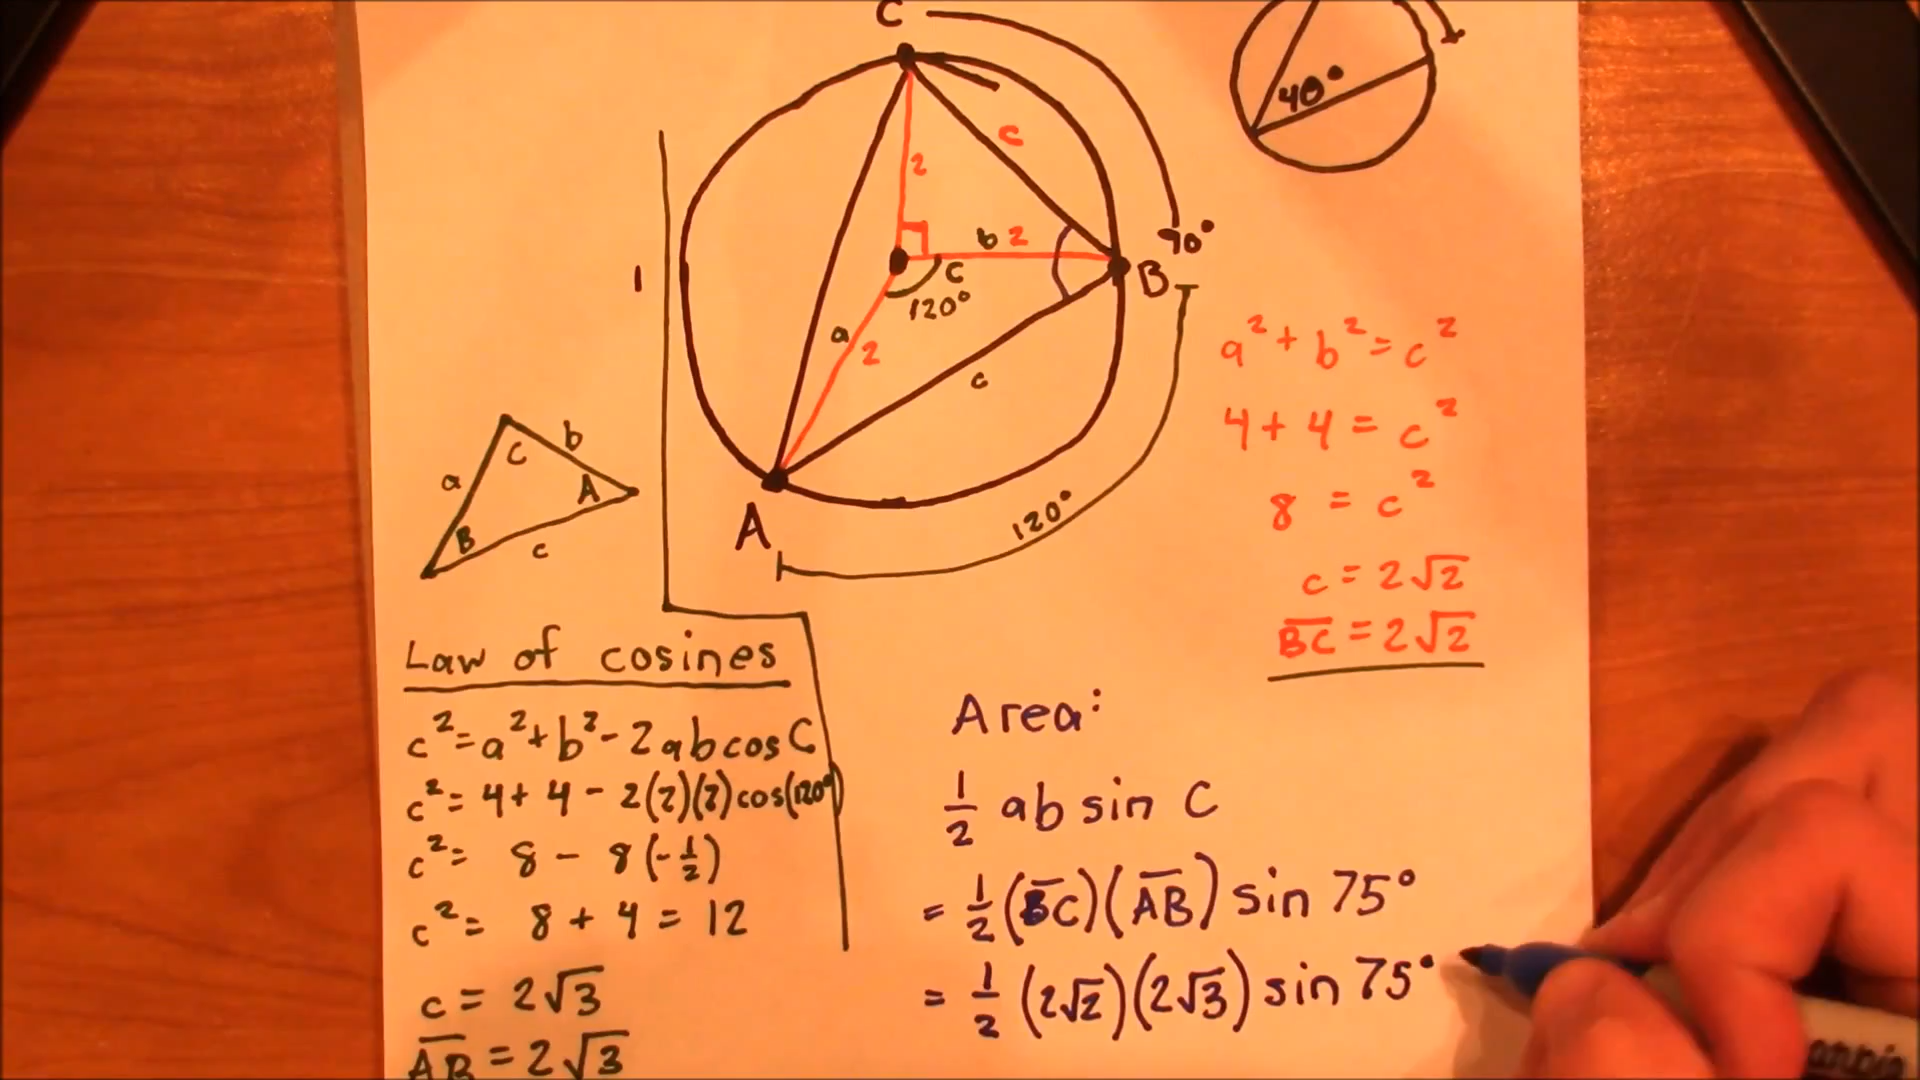 C
40°
c
2
b 2
90°
1
c
B
120°
a
2
c
a² + b² = c²
4 + 4 = c²
8 = c²
c = 2√2
BC = 2√2
120°
A
C
b
a
A
B
c
Law of cosines
c² = a² + b² - 2abcosC
c² = 4 + 4 - 2(2)(2)cos(120°)
c² = 8 - 8(-1/2)
c² = 8 + 4 = 12
c = 2√3
AB = 2√3
Area:
1/2 ab sin C
= 1/2 (BC)(AB) sin 75°
= 1/2 (2√2)(2√3) sin 75°